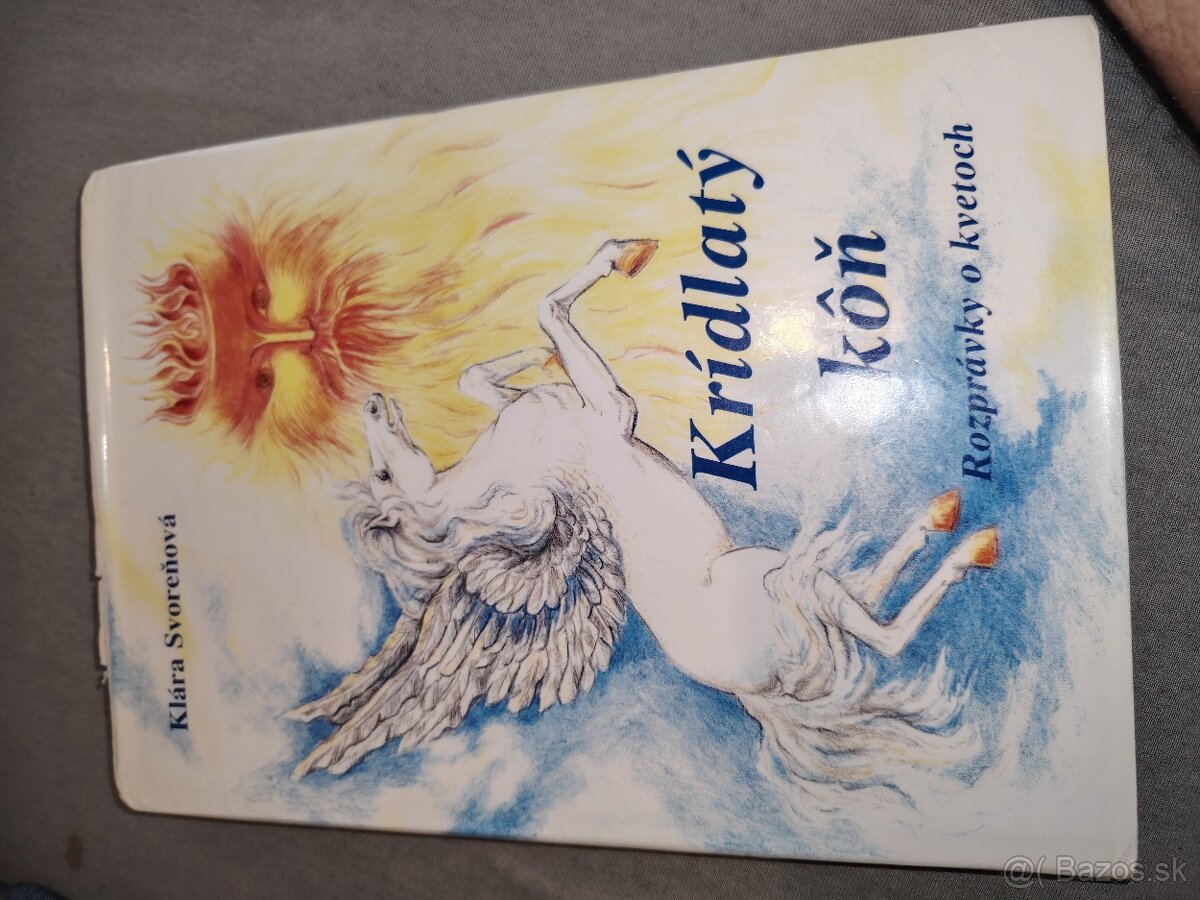 Klára Svoreňová
Krídlatý
kôň
Rozprávky o kvetoch
@( Bazos.sk